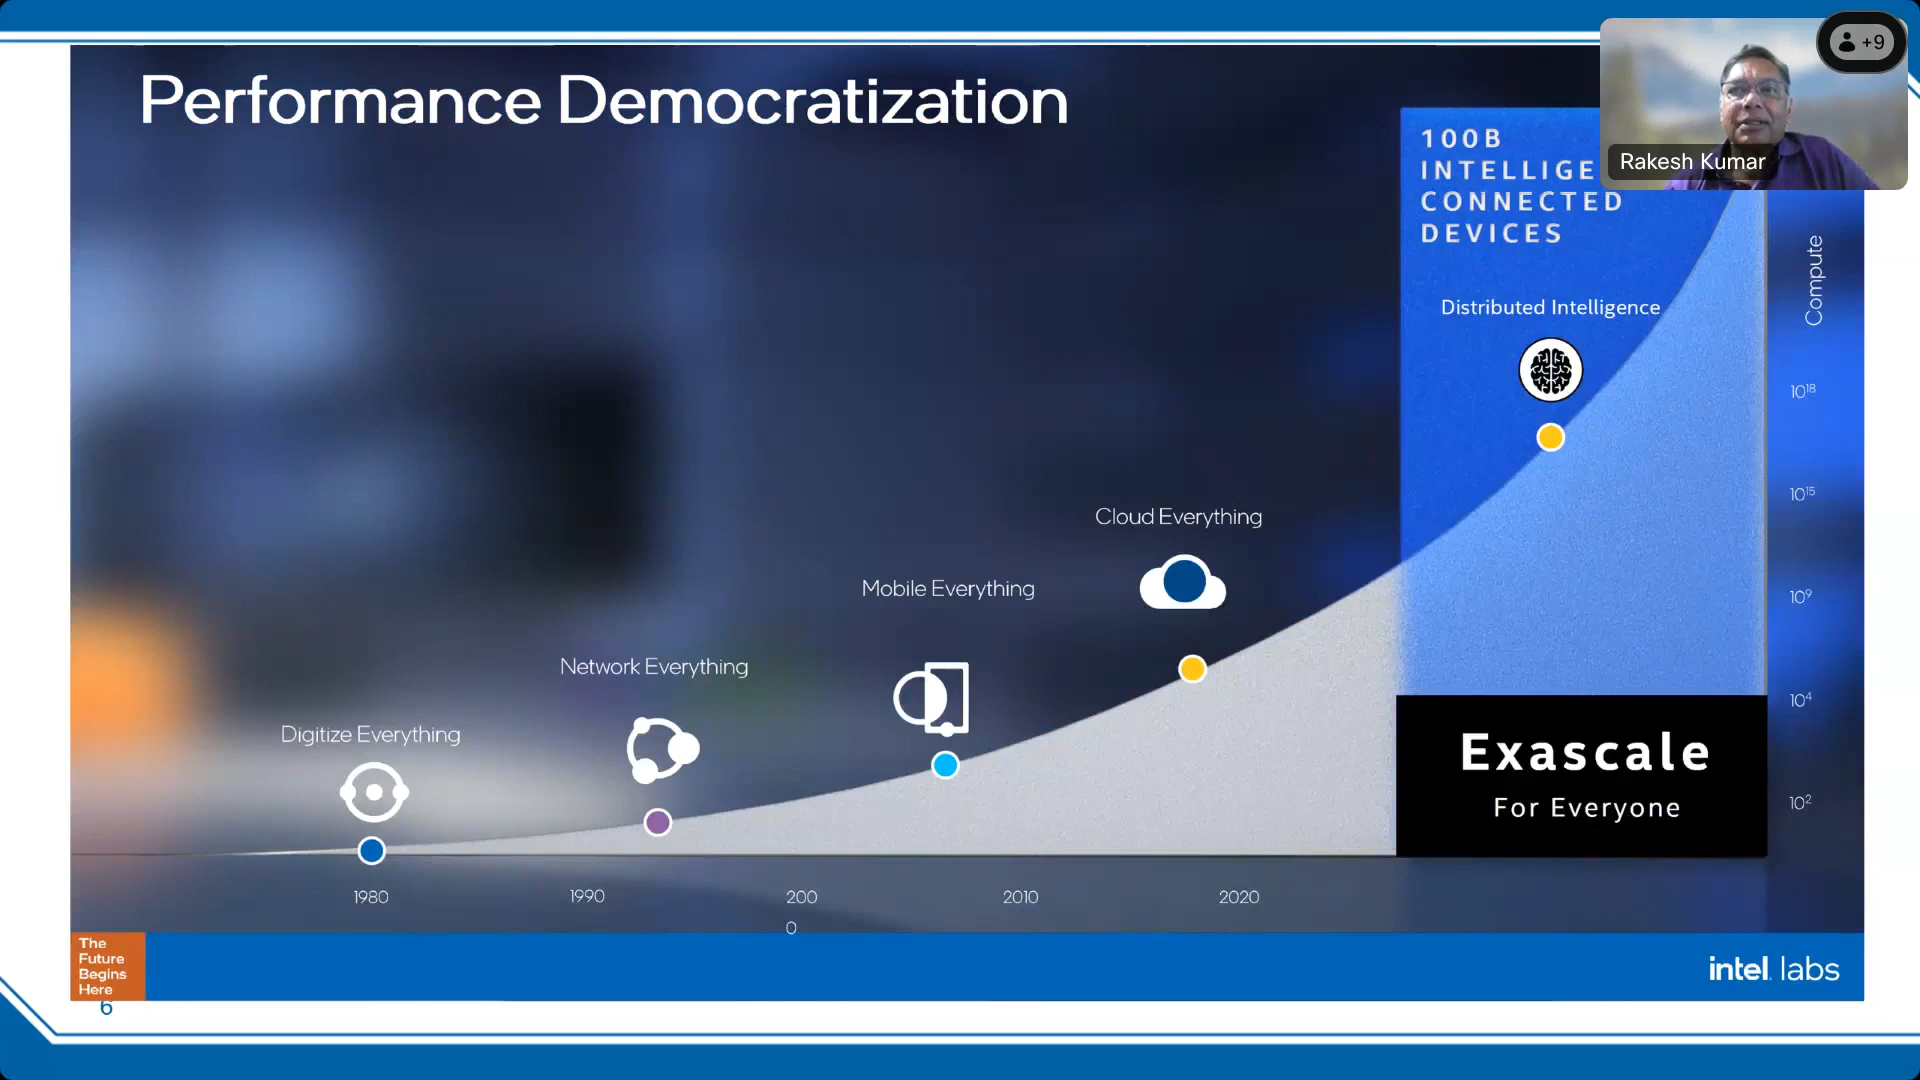 Performance Democratization
+9
Rakesh Kumar
100B
INTELLIGE
CONNECTED
DEVICES
Distributed Intelligence
Compute
10¹⁸
10¹⁵
10⁹
10⁴
10²
Cloud Everything
Mobile Everything
Network Everything
Digitize Everything
Exascale
For Everyone
1980
1990
200
0
2010
2020
The
Future
Begins
Here
intel. labs
6